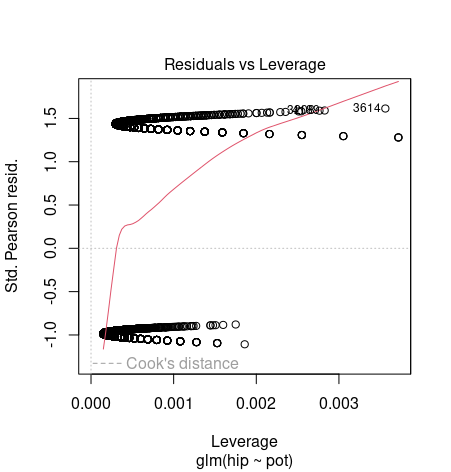 Residuals vs Leverage
Std. Pearson resid.
1.5
1.0
0.5
0.0
-0.5
-1.0
3614
Cook's distance
0.000 0.001 0.002 0.003
Leverage
glm(hip ~ pot)